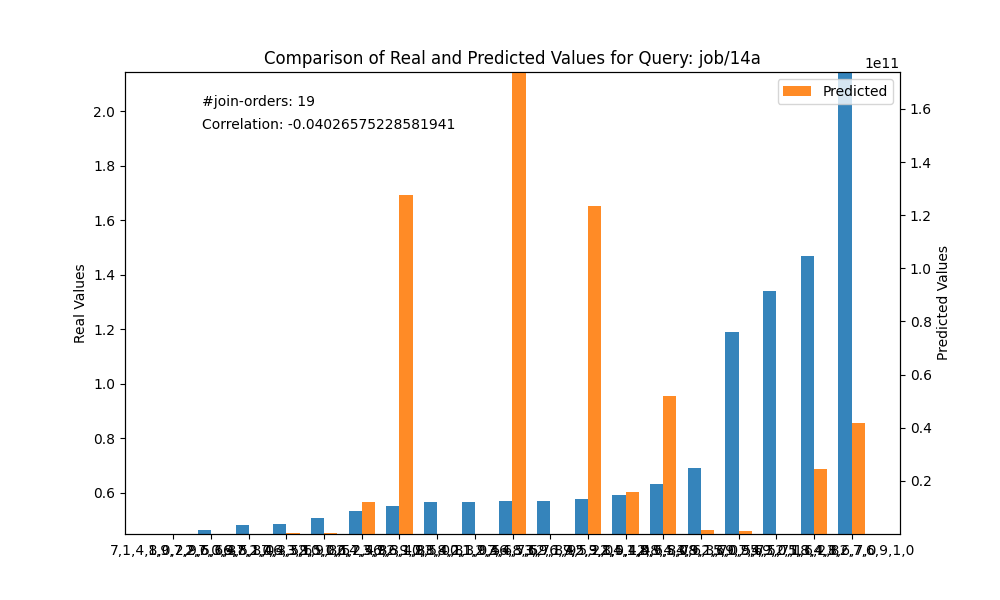 Comparison of Real and Predicted Values for Query: job/14a
1e11
#join-orders: 19
Correlation: -0.04026575228581941
Predicted
2.0
1.8
1.6
1.4
1.2
1.0
0.8
0.6
Real Values
1.6
1.4
1.2
1.0
0.8
0.6
0.4
0.2
Predicted Values